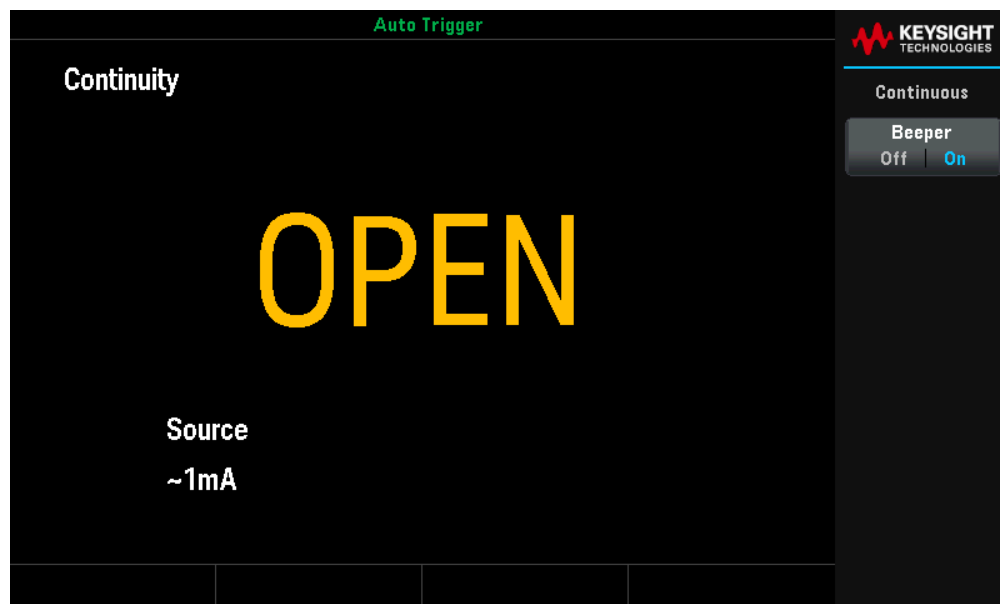 Auto Trigger
KEYSIGHT
TECHNOLOGIES
Continuity
Continuous
Beeper
Off On
OPEN
Source
~1mA